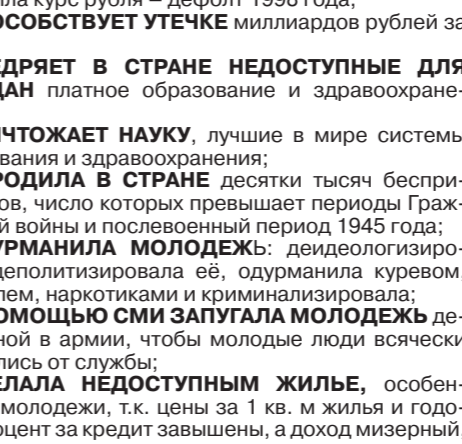 ила курс рубля – дефолт 1998 года;
ОСОБСТВУЕТ УТЕЧКЕ миллиардов рублей за
ЕДРЯЕТ В СТРАНЕ НЕДОСТУПНЫЕ ДЛЯ
ДАН платное образование и здравоохране-
ИЧТОЖАЕТ НАУКУ, лучшие в мире системы
вания и здравоохранения;
РОДИЛА В СТРАНЕ десятки тысяч беспри-
ов, число которых превышает периоды Граж-
й войны и послевоенный период 1945 года;
УРМАНИЛА МОЛОДЕЖЬ: деидеологизиро-
деполитизировала её, одурманила куревом,
лем, наркотиками и криминализировала;
ОМОЩЬЮ СМИ ЗАПУГАЛА МОЛОДЕЖЬ де-
ной в армии, чтобы молодые люди всячески
лись от службы;
ЕЛАЛА НЕДОСТУПНЫМ ЖИЛЬЕ, особен-
молодежи, т.к. цены за 1 кв. м жилья и годо-
оцент за кредит завышены, а доход мизерный